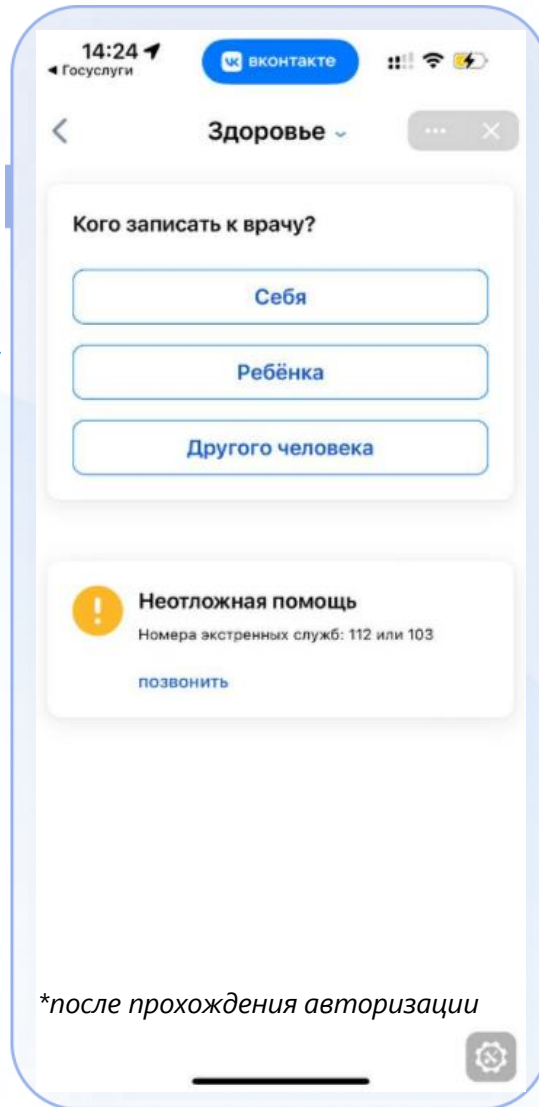 14:24
Госуслуги
вконтакте
Здоровье
Кого записать к врачу?
Себя
Ребёнка
Другого человека
Неотложная помощь
Номера экстренных служб: 112 или 103
позвонить
*после прохождения авторизации